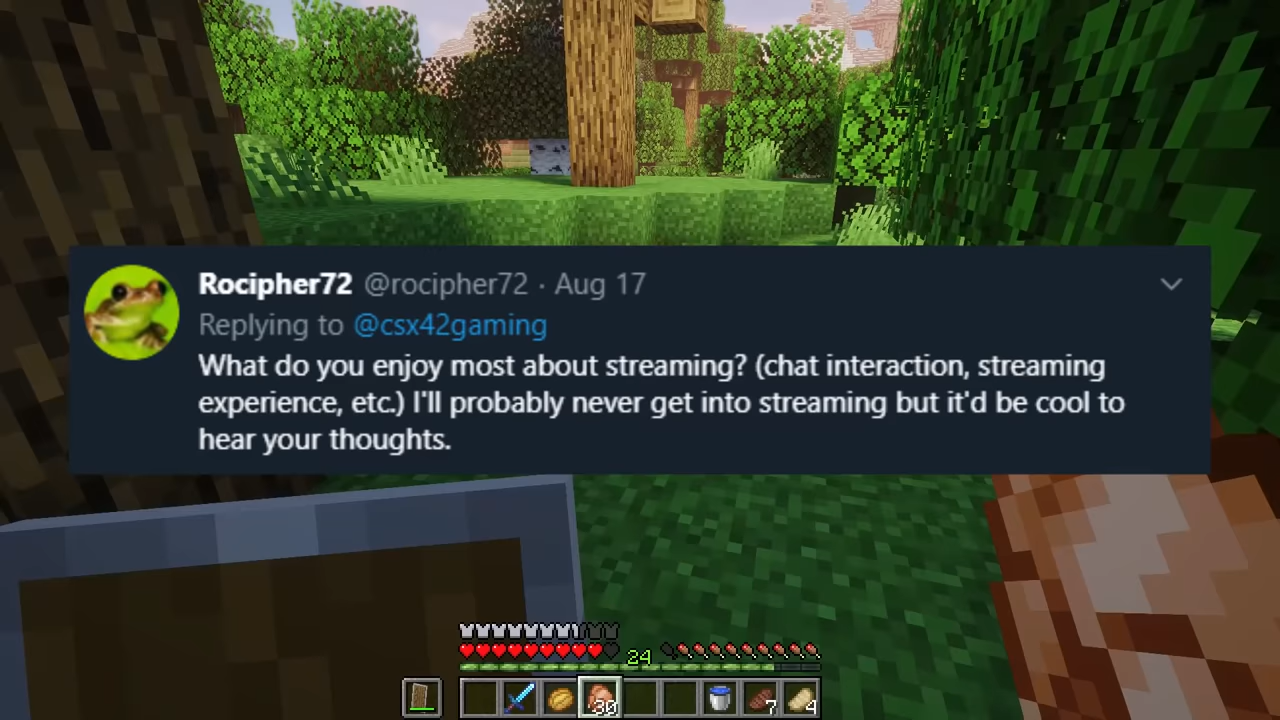 Rocipher72 @rocipher72 · Aug 17
Replying to @csx42gaming
What do you enjoy most about streaming? (chat interaction, streaming
experience, etc.) I'll probably never get into streaming but it'd be cool to
hear your thoughts.
24
30 7 4